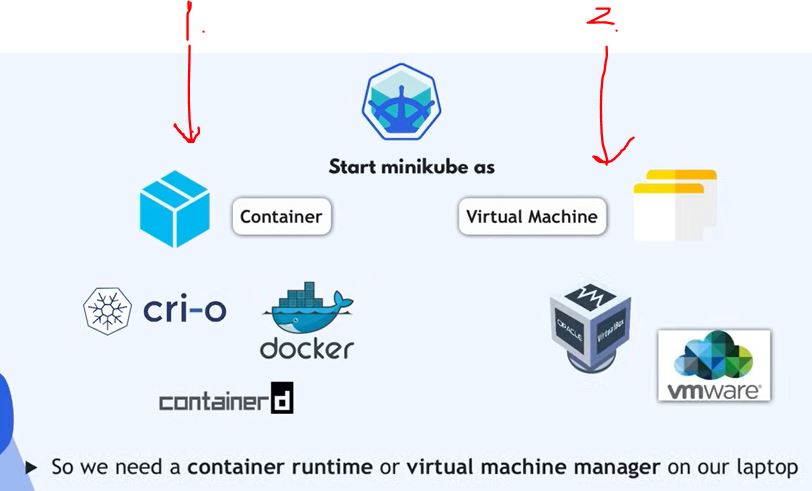 1.
2.
Start minikube as
Container
Virtual Machine
cri-o
docker
containerd
ORACLE
VirtualBox
vmware®
So we need a container runtime or virtual machine manager on our laptop